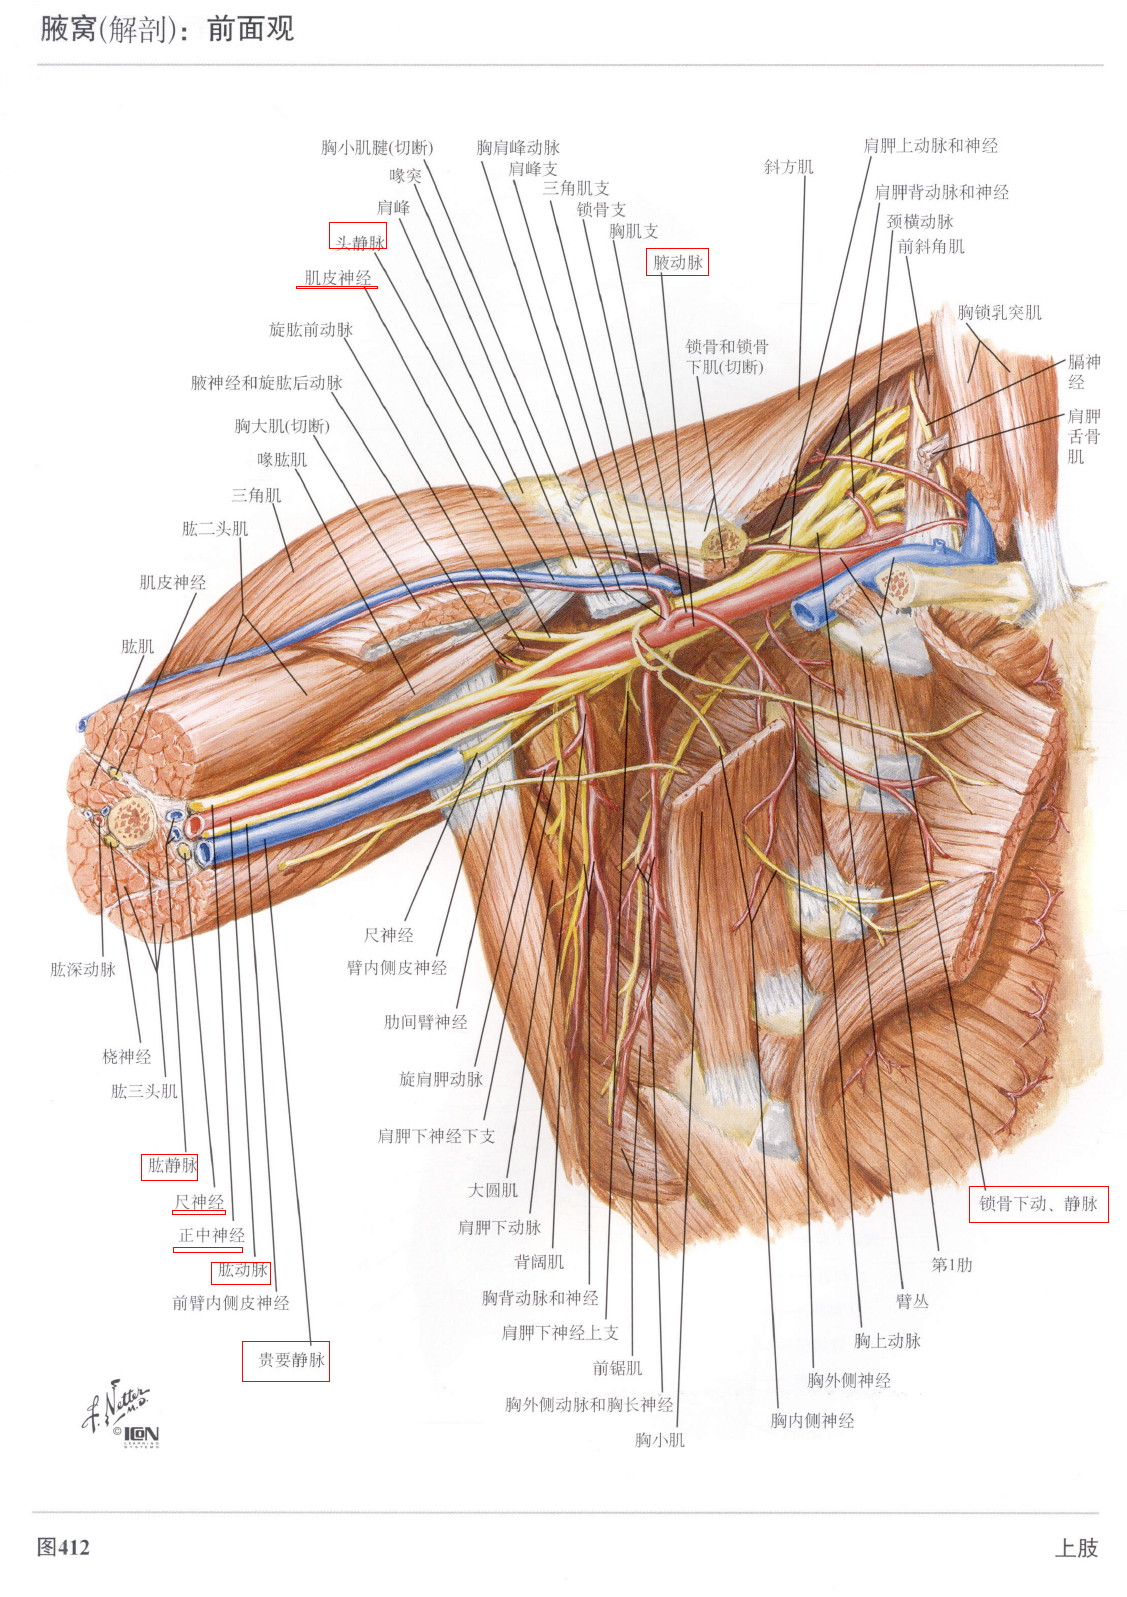 腋窝(解剖)：前面观
胸小肌腱(切断)
喙突
肩峰
头静脉
肌皮神经
旋肱前动脉
腋神经和旋肱后动脉
胸大肌(切断)
喙肱肌
三角肌
肱二头肌
肌皮神经
肱肌
胸肩峰动脉
肩峰支
三角肌支
锁骨支
胸肌支
腋动脉
锁骨和锁骨
下肌(切断)
斜方肌
肩胛上动脉和神经
肩胛背动脉和神经
颈横动脉
前斜角肌
胸锁乳突肌
膈神
经
肩胛
舌骨
肌
肱深动脉
桡神经
肱三头肌
肱静脉
尺神经
正中神经
肱动脉
前臂内侧皮神经
贵要静脉
尺神经
臂内侧皮神经
肋间臂神经
旋肩胛动脉
肩胛下神经下支
大圆肌
肩胛下动脉
背阔肌
胸背动脉和神经
肩胛下神经上支
前锯肌
胸外侧动脉和胸长神经
胸小肌
锁骨下动、静脉
第1肋
臂丛
胸上动脉
胸外侧神经
胸内侧神经
F. Netter
M.D.
© ICON
LEARNING
SYSTEMS
图412
上肢